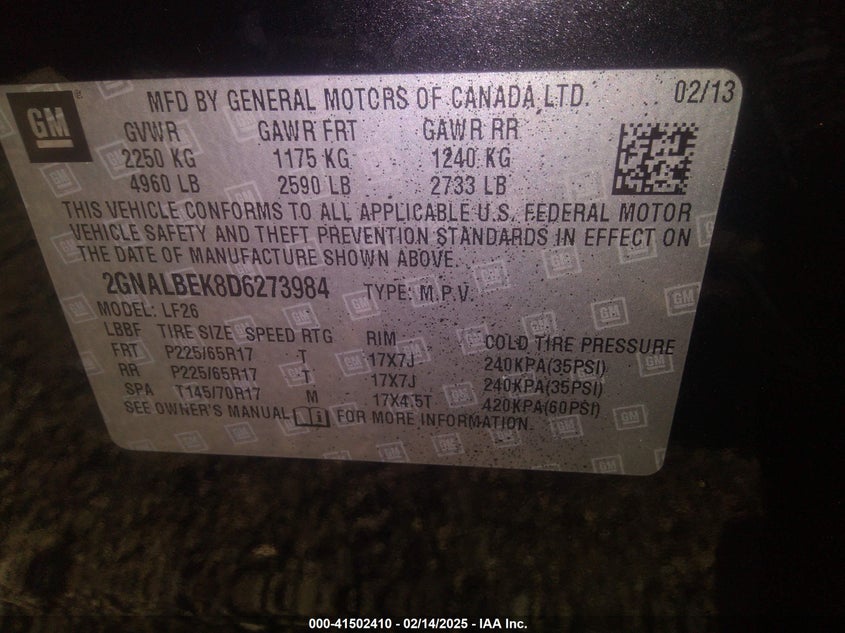 GM
MFD BY GENERAL MOTORS OF CANADA LTD. 02/13
GVWR GAWR FRT GAWR RR
2250 KG 1175 KG 1240 KG
4960 LB 2590 LB 2733 LB
THIS VEHICLE CONFORMS TO ALL APPLICABLE U.S. FEDERAL MOTOR
VEHICLE SAFETY AND THEFT PREVENTION STANDARDS IN EFFECT ON
THE DATE OF MANUFACTURE SHOWN ABOVE.
2GNALBEK8D6273984 TYPE: M.P.V.
MODEL: LF26
LBBF TIRE SIZE SPEED RTG RIM COLD TIRE PRESSURE
FRT P225/65R17 T 17X7J 240KPA(35PSI)
RR P225/65R17 T 17X7J 240KPA(35PSI)
SPA T145/70R17 M 17X4.5T 420KPA(60PSI)
SEE OWNER'S MANUAL FOR MORE INFORMATION.
000-41502410 - 02/14/2025 - IAA Inc.